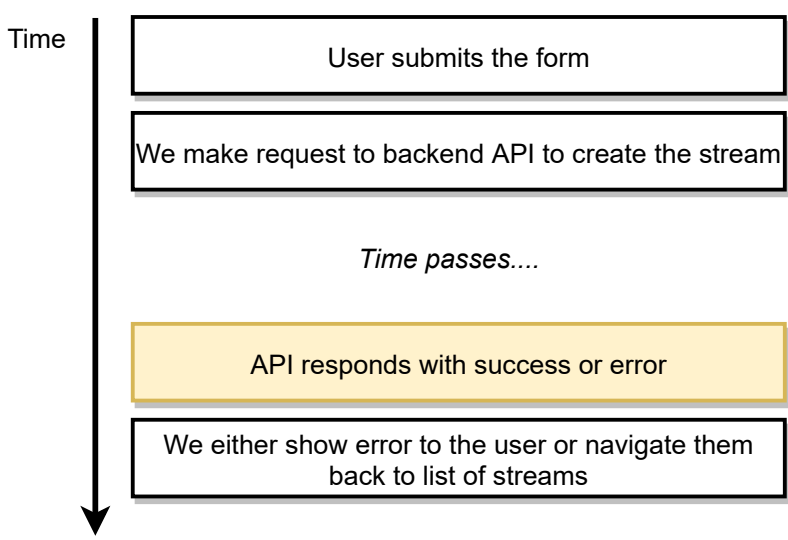 Time
User submits the form
We make request to backend API to create the stream
Time passes....
API responds with success or error
We either show error to the user or navigate them
back to list of streams